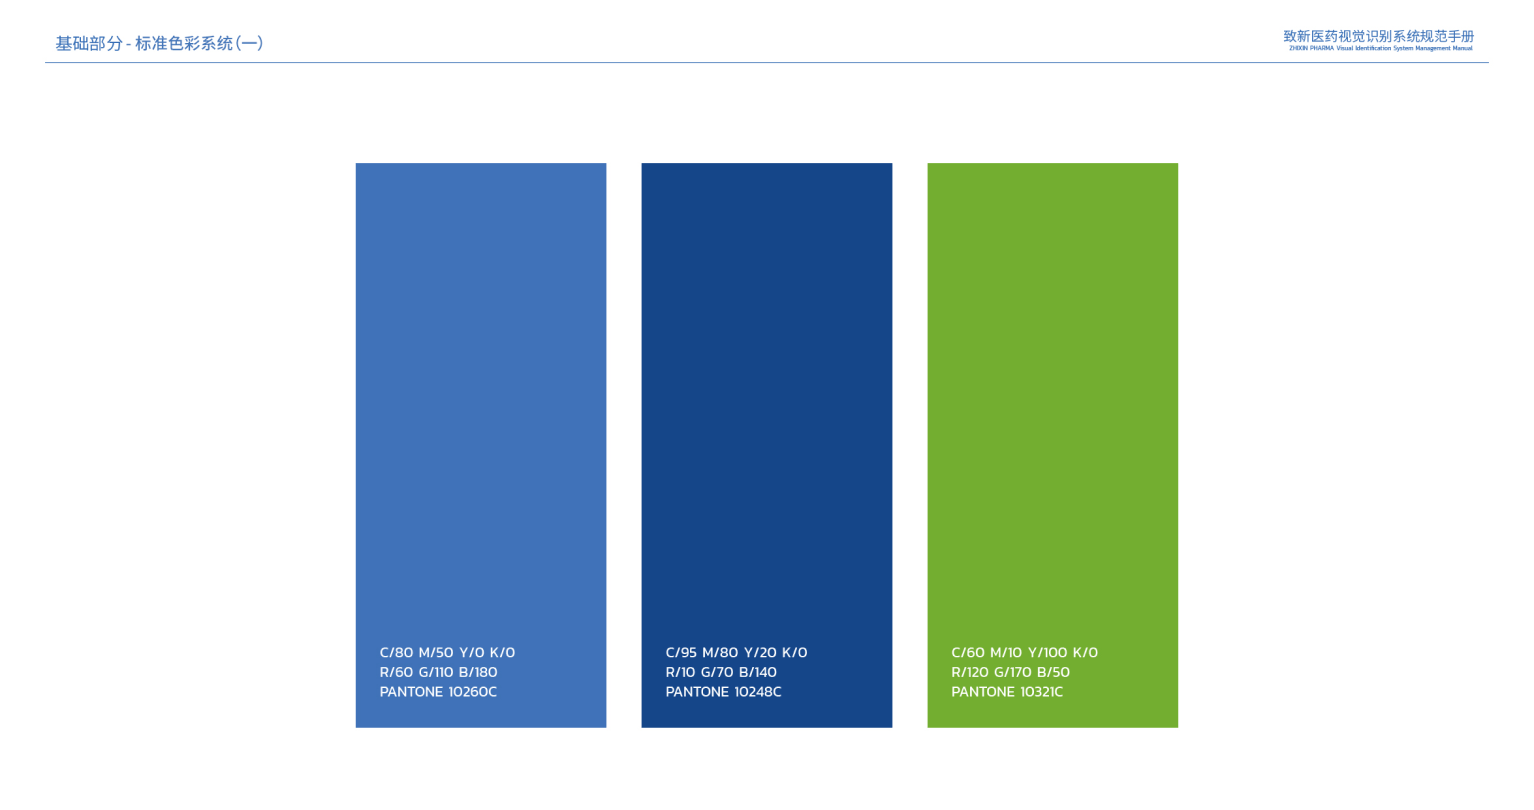 基础部分 - 标准色彩系统(一)
致新医药视觉识别系统规范手册
ZHIXIN PHARMA Visual Identification System Management Manual
C/80 M/50 Y/0 K/0
R/60 G/110 B/180
PANTONE 10260C
C/95 M/80 Y/20 K/0
R/10 G/70 B/140
PANTONE 10248C
C/60 M/10 Y/100 K/0
R/120 G/170 B/50
PANTONE 10321C